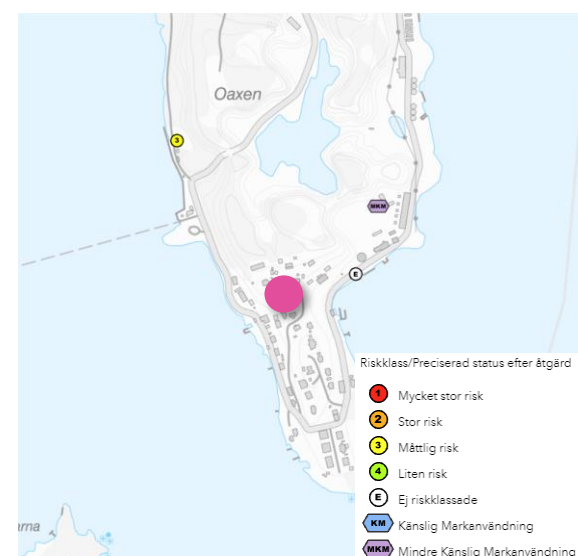 Oaxen
3
MKM
E
Riskklass/Preciserad status efter åtgärd
1 Mycket stor risk
2 Stor risk
3 Måttlig risk
4 Liten risk
E Ej riskklassade
KM Känslig Markanvändning
arna
MKM Mindre Känslig Markanvändning